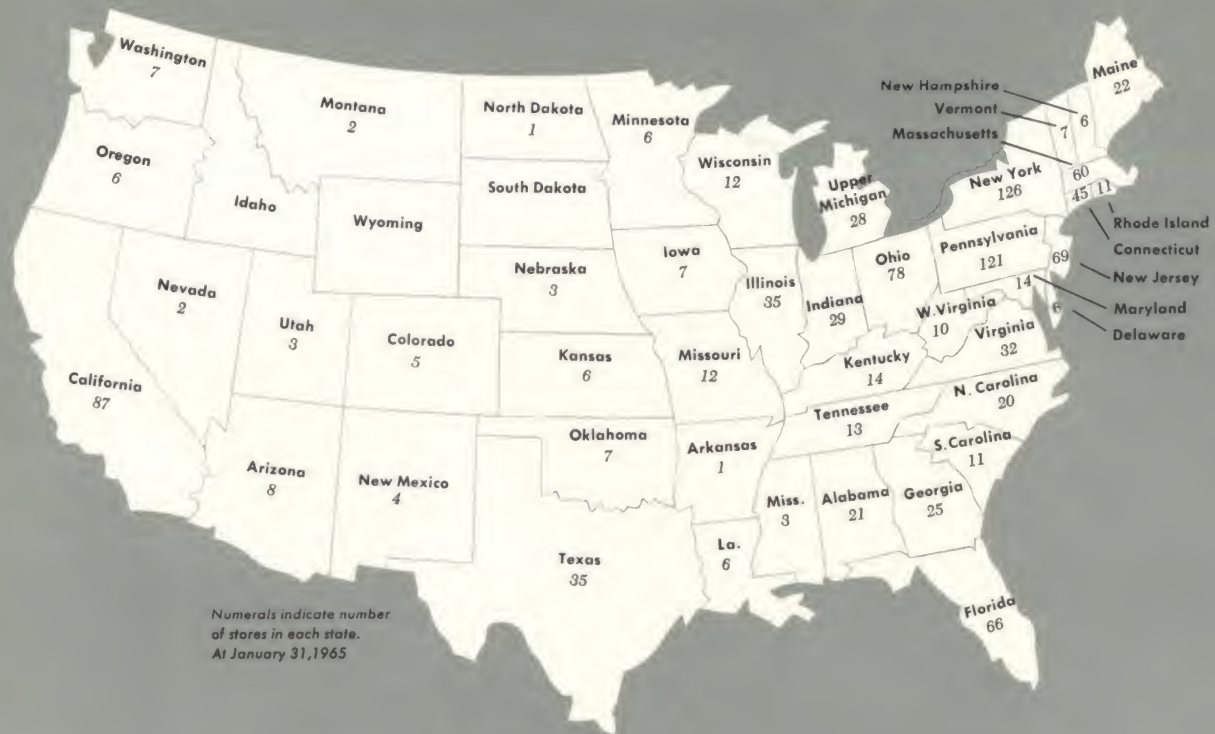 Washington
7
Montana
2
North Dakota
1
Minnesota
6
New Hampshire
6
Vermont
7
Massachusetts
60
Maine
22
Oregon
6
Idaho
Wyoming
South Dakota
Wisconsin
12
Upper
Michigan
28
New York
126
45
11
Rhode Island
Connecticut
Nevada
2
Utah
3
Colorado
5
Nebraska
3
Iowa
7
Illinois
35
Indiana
29
Ohio
78
Pennsylvania
121
69
New Jersey
14
Maryland
6
Delaware
W.Virginia
10
Virginia
32
California
87
Kansas
6
Missouri
12
Kentucky
14
Tennessee
13
N. Carolina
20
S.Carolina
11
Arizona
8
New Mexico
4
Oklahoma
7
Arkansas
1
Miss.
3
Alabama
21
Georgia
25
Texas
35
La.
6
Florida
66
Numerals indicate number
of stores in each state.
At January 31,1965